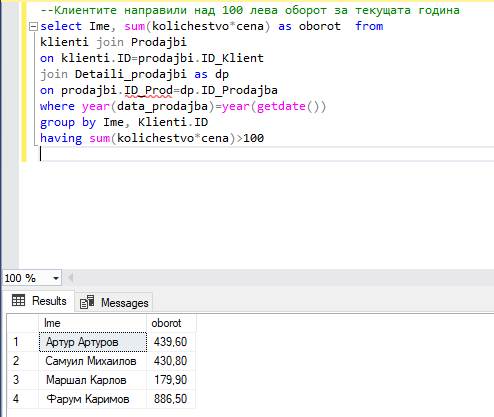 --Клиентите направили над 100 лева оборот за текущата година
select Ime, sum(kolichestvo*cena) as oborot  from
klienti join Prodajbi
on klienti.ID=prodajbi.ID_Klient
join Detaili_prodajbi as dp
on prodajbi.ID_Prod=dp.ID_Prodajba
where year(data_prodajba)=year(getdate())
group by Ime, Klienti.ID
having sum(kolichestvo*cena)>100
100 %
Results Messages
Ime oborot
1 Артур Артуров 439,60
2 Самуил Михаилов 430,80
3 Маршал Карлов 179,90
4 Фарум Каримов 886,50